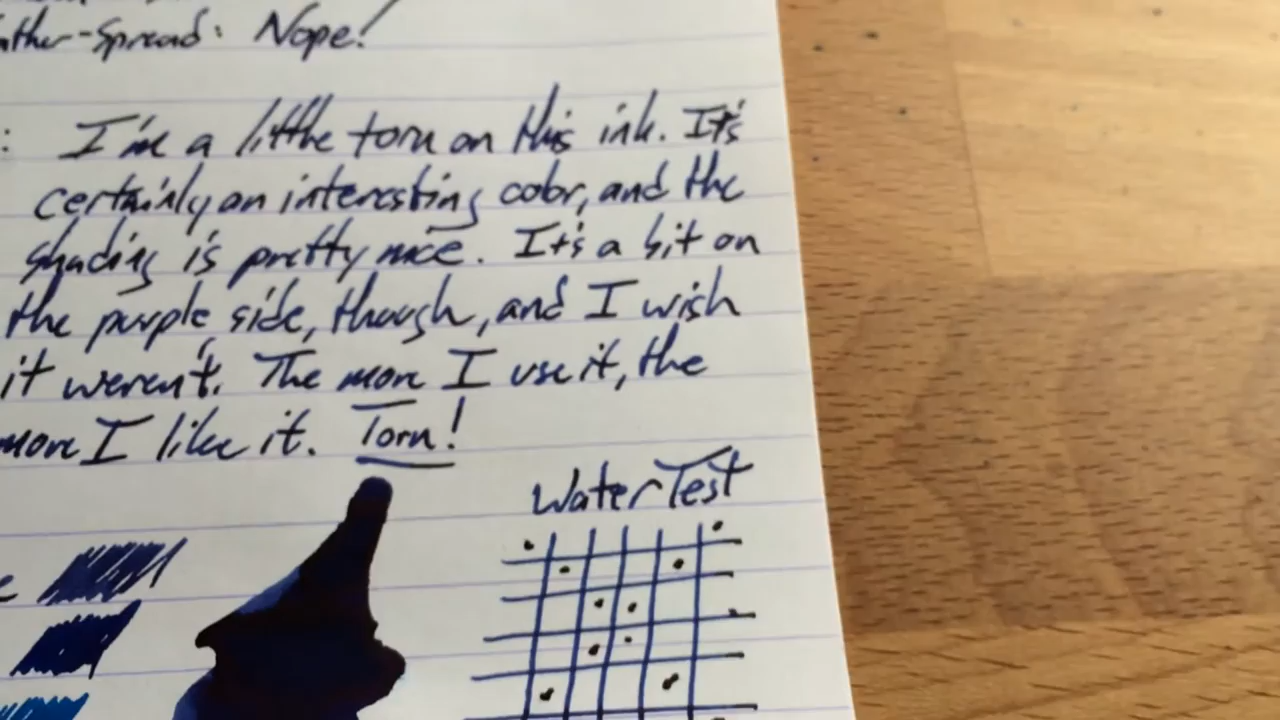 ther-Spread: Nope!
: I'm a little torn on this ink. It's
certainly an interesting color, and the
shading is pretty nice. It's a bit on
the purple side, though, and I wish
it weren't. The more I use it, the
more I like it. Torn!
Water Test